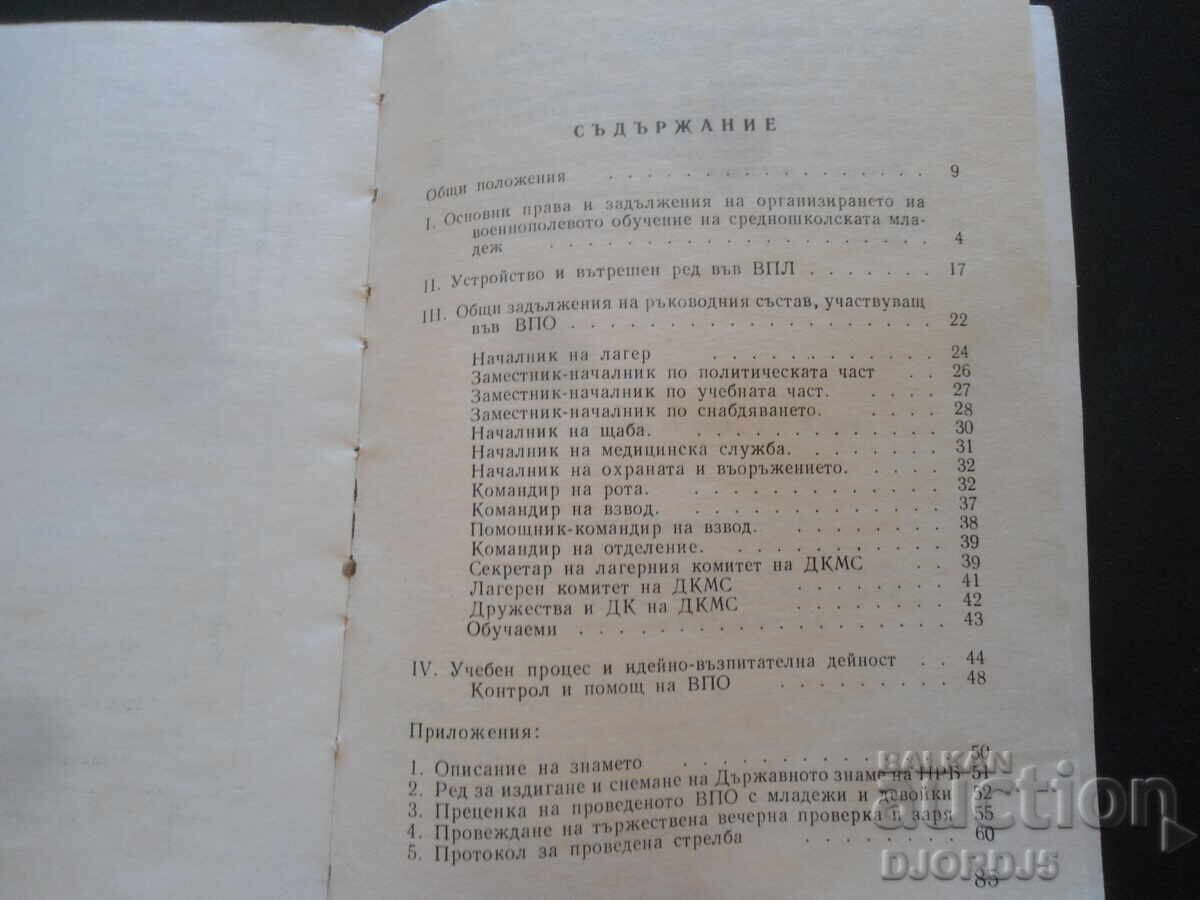 СЪДЪРЖАНИЕ
Общи положения . . . . . . . . . . . . . . . . 9
I. Основни права и задължения на организирането на
военнополевото обучение на средношколската мла-
деж . . . . . . . . . . . . . . . . . 4
II. Устройство и вътрешен ред във ВПЛ . . . . . . . 17
III. Общи задължения на ръководния състав, участвуващ
във ВПО . . . . . . . . . . . . . . . . . 22
Началник на лагер . . . . . . . . . . . 24
Заместник-началник по политическата част . . 26
Заместник-началник по учебната част. . . . . 27
Заместник-началник по снабдяването. . . . . 28
Началник на щаба. . . . . . . . . . . . 30
Началник на медицинска служба. . . . . . . 31
Началник на охраната и въоръжението. . . . . 32
Командир на рота. . . . . . . . . . . . 32
Командир на взвод. . . . . . . . . . . . 37
Помощник-командир на взвод. . . . . . . 38
Командир на отделение. . . . . . . . . . 39
Секретар на лагерния комитет на ДКМС . . 39
Лагерен комитет на ДКМС . . . . . . . 41
Дружества и ДК на ДКМС . . . . . . . 42
Обучаеми . . . . . . . . . . . . . . . . 43
IV. Учебен процес и идейно-възпитателна дейност . . 44
Контрол и помощ на ВПО . . . . . . . . 48
Приложения:
1. Описание на знамето . . . . . . . . . 50
2. Ред за издигане и снемане на Държавното знаме на НРБ 51
3. Преценка на проведеното ВПО с младежи и девойки 52
4. Провеждане на тържествена вечерна проверка и заря 55
5. Протокол за проведена стрелба . . . . . . . 60
85
BALKAN
auction
DJORDJ5